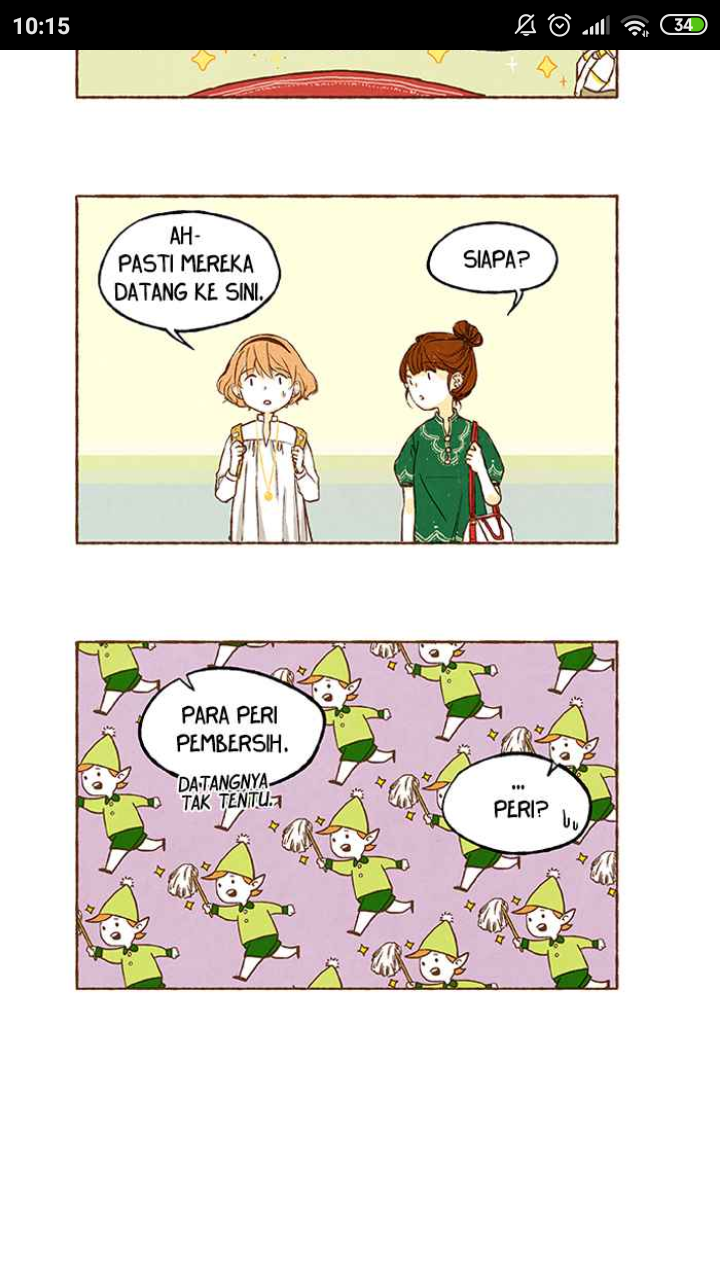 10:15
34
AH-
PASTI MEREKA
DATANG KE SINI.
SIAPA?
PARA PERI
PEMBERSIH.
DATANGNYA
TAK TENTU.
...
PERI?